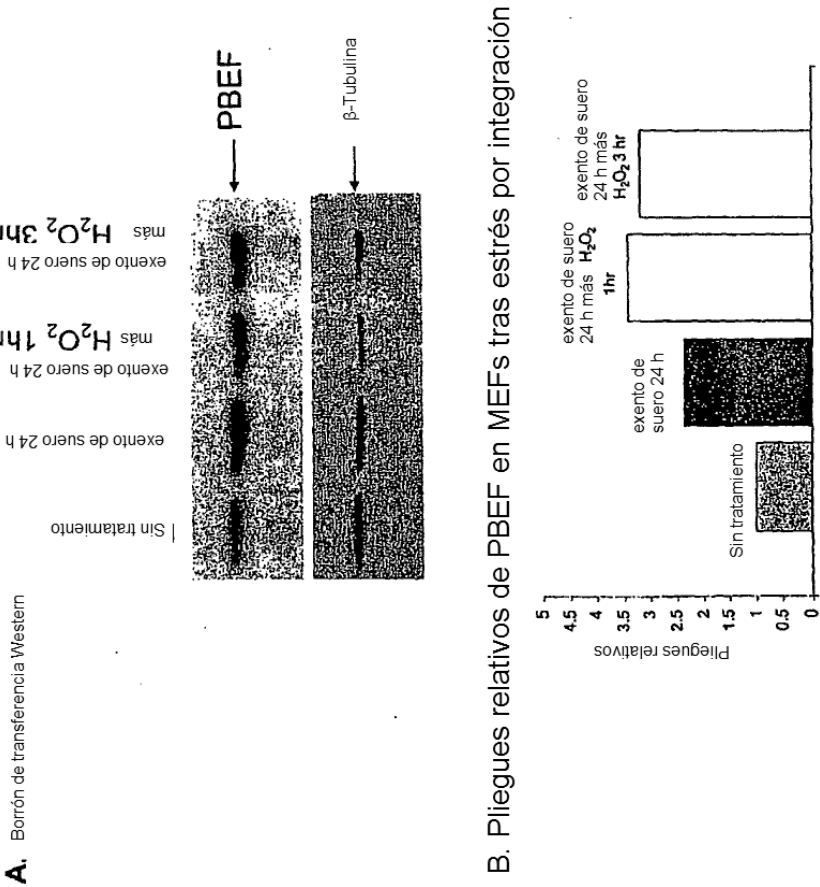 A. Borrón de transferencia Western
Sin tratamiento
exento de suero 24 h
exento de suero 24 h
más H₂O₂ 1hr
exento de suero 24 h
más H₂O₂ 3hr
PBEF
β-Tubulina
B. Pliegues relativos de PBEF en MEFs tras estrés por integración
Pliegues relativos
5
4.5
4
3.5
3
2.5
2
1.5
1
0.5
0
Sin tratamiento
exento de
suero 24 h
exento de suero
24 h más H₂O₂
1hr
exento de suero
24 h más
H₂O₂ 3 hr